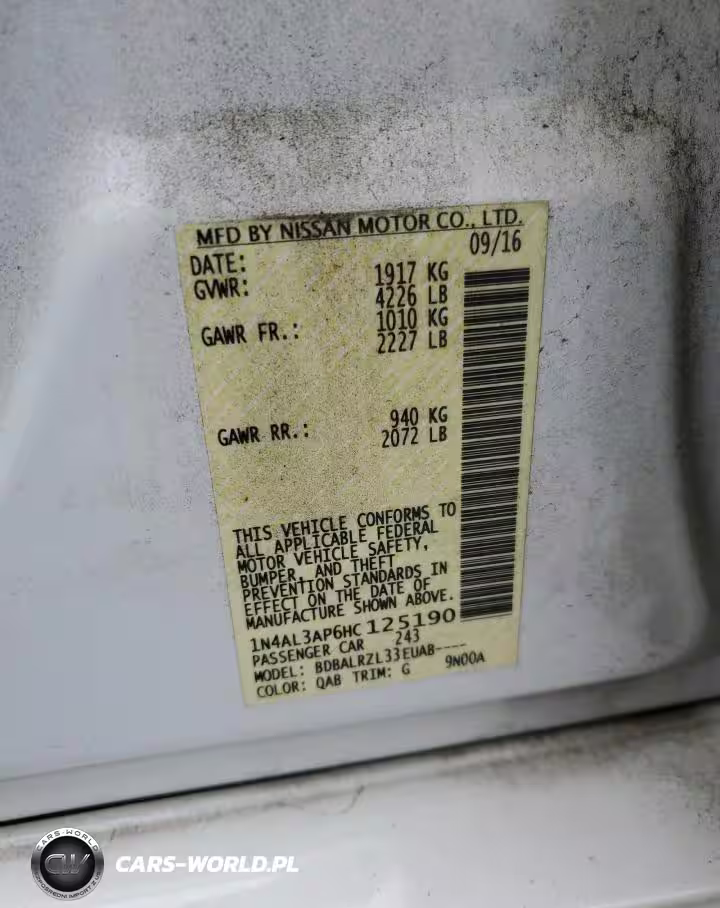 MFD BY NISSAN MOTOR CO., LTD.
DATE: 09/16
GVWR: 1917 KG
4226 LB
GAWR FR.: 1010 KG
2227 LB
GAWR RR.: 940 KG
2072 LB
THIS VEHICLE CONFORMS TO
ALL APPLICABLE FEDERAL
MOTOR VEHICLE SAFETY,
BUMPER, AND THEFT
PREVENTION STANDARDS IN
EFFECT ON THE DATE OF
MANUFACTURE SHOWN ABOVE.
1N4AL3AP6HC125190
PASSENGER CAR 243
MODEL: BDBALRZL33EUAB----
COLOR: QAB TRIM: G 9N00A
CARS-WORLD
CW
CARS-WORLD.PL